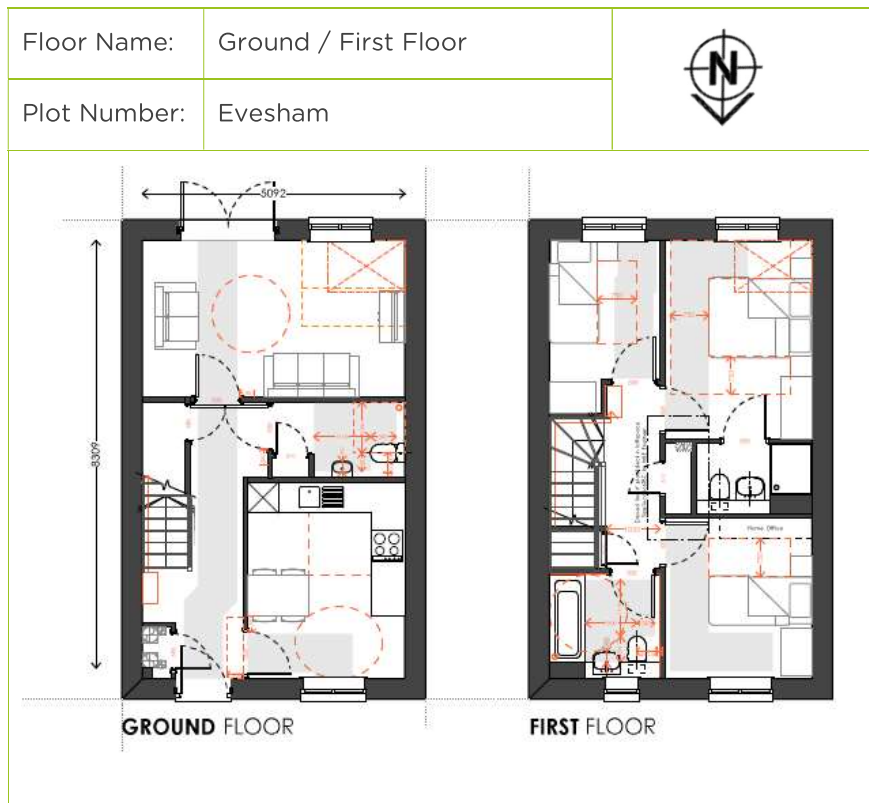 Floor Name: Ground / First Floor
N
Plot Number: Evesham
5092
8309
Home Office
GROUND FLOOR
FIRST FLOOR